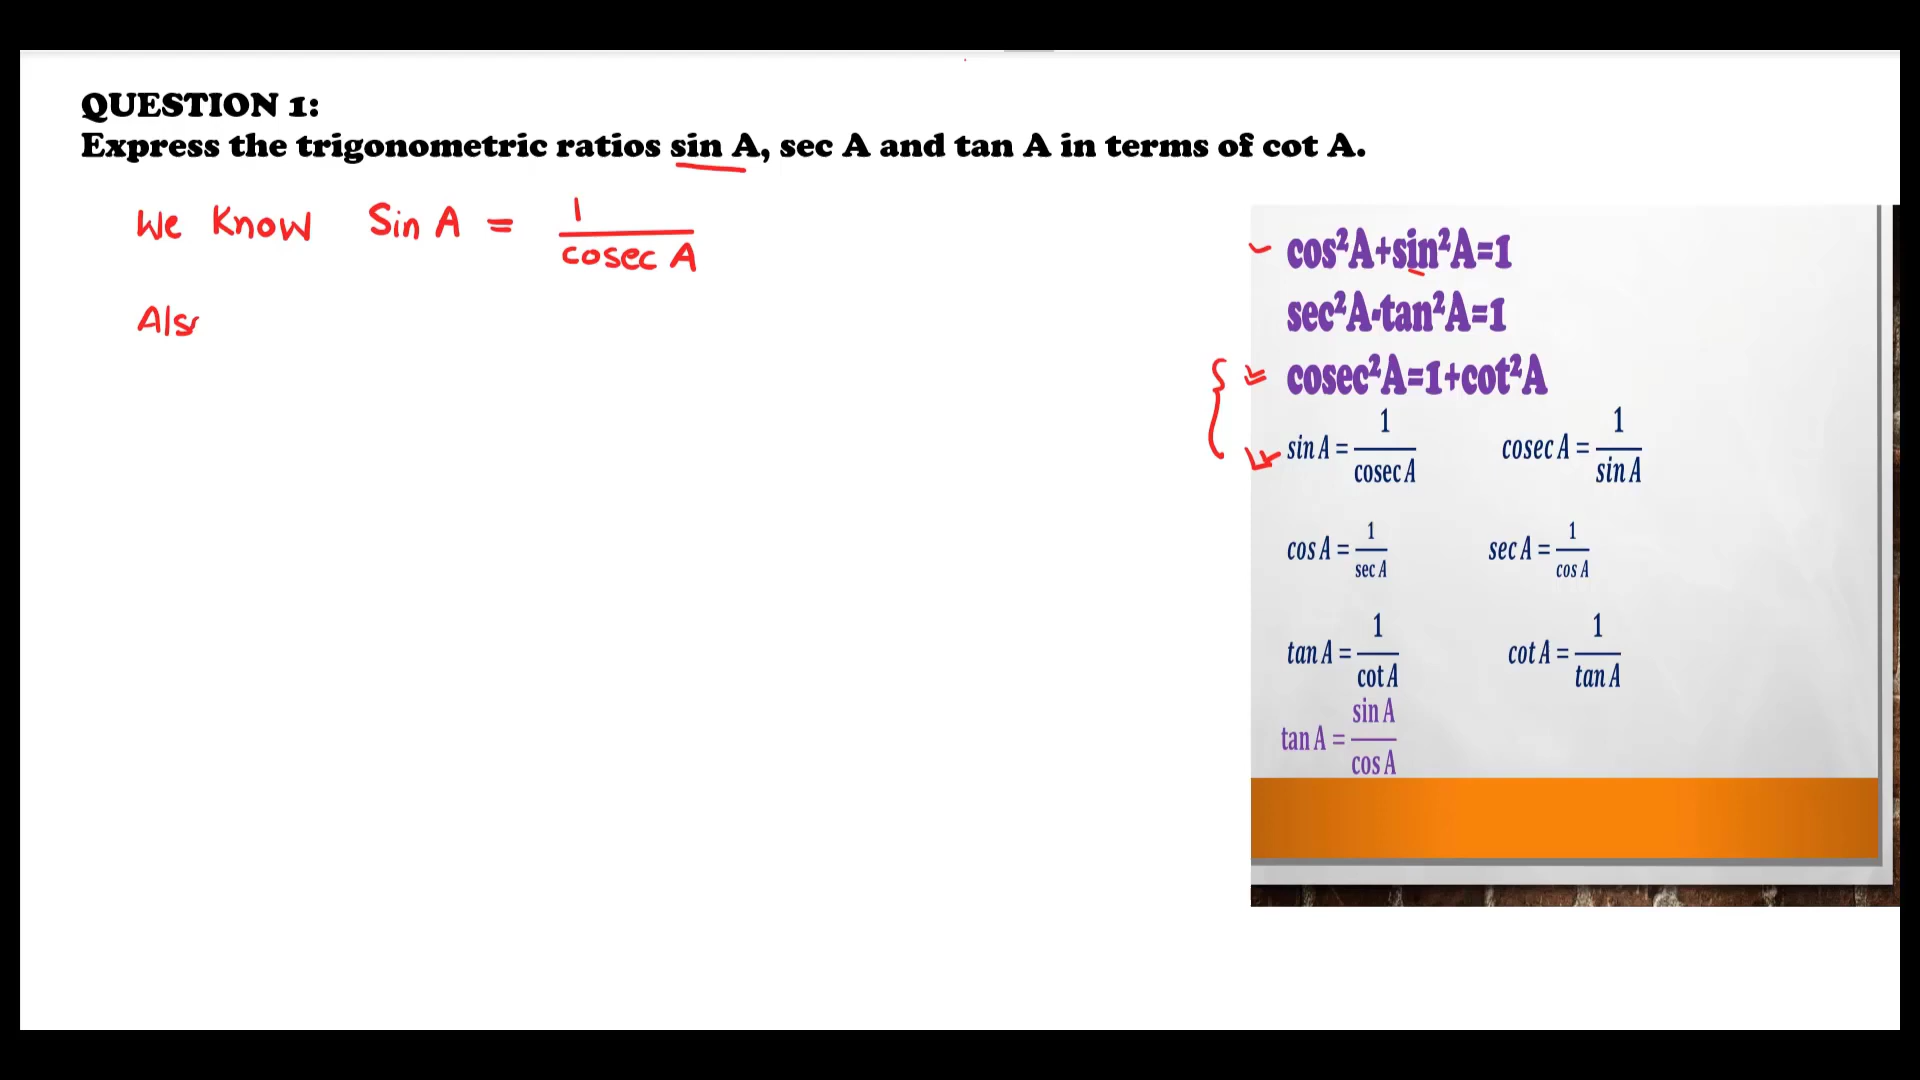 QUESTION 1:
Express the trigonometric ratios sin A, sec A and tan A in terms of cot A.
We Know Sin A = 1/cosec A
Also
cos²A+sin²A=1
sec²A-tan²A=1
cosec²A=1+cot²A
sin A = 1/cosec A cosec A = 1/sin A
cos A = 1/sec A sec A = 1/cos A
tan A = 1/cot A cot A = 1/tan A
tan A = sin A/cos A